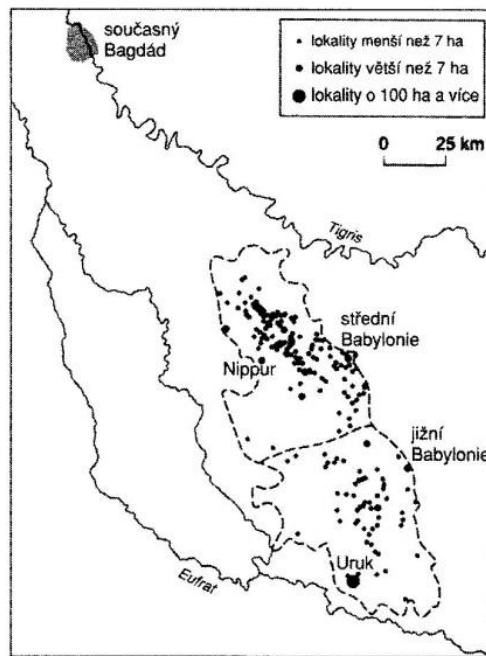 současný
Bagdád
lokality menší než 7 ha
lokality větší než 7 ha
lokality o 100 ha a více
0 25 km
Tigris
střední
Babylonie
Nippur
jižní
Babylonie
Uruk
Eufrat